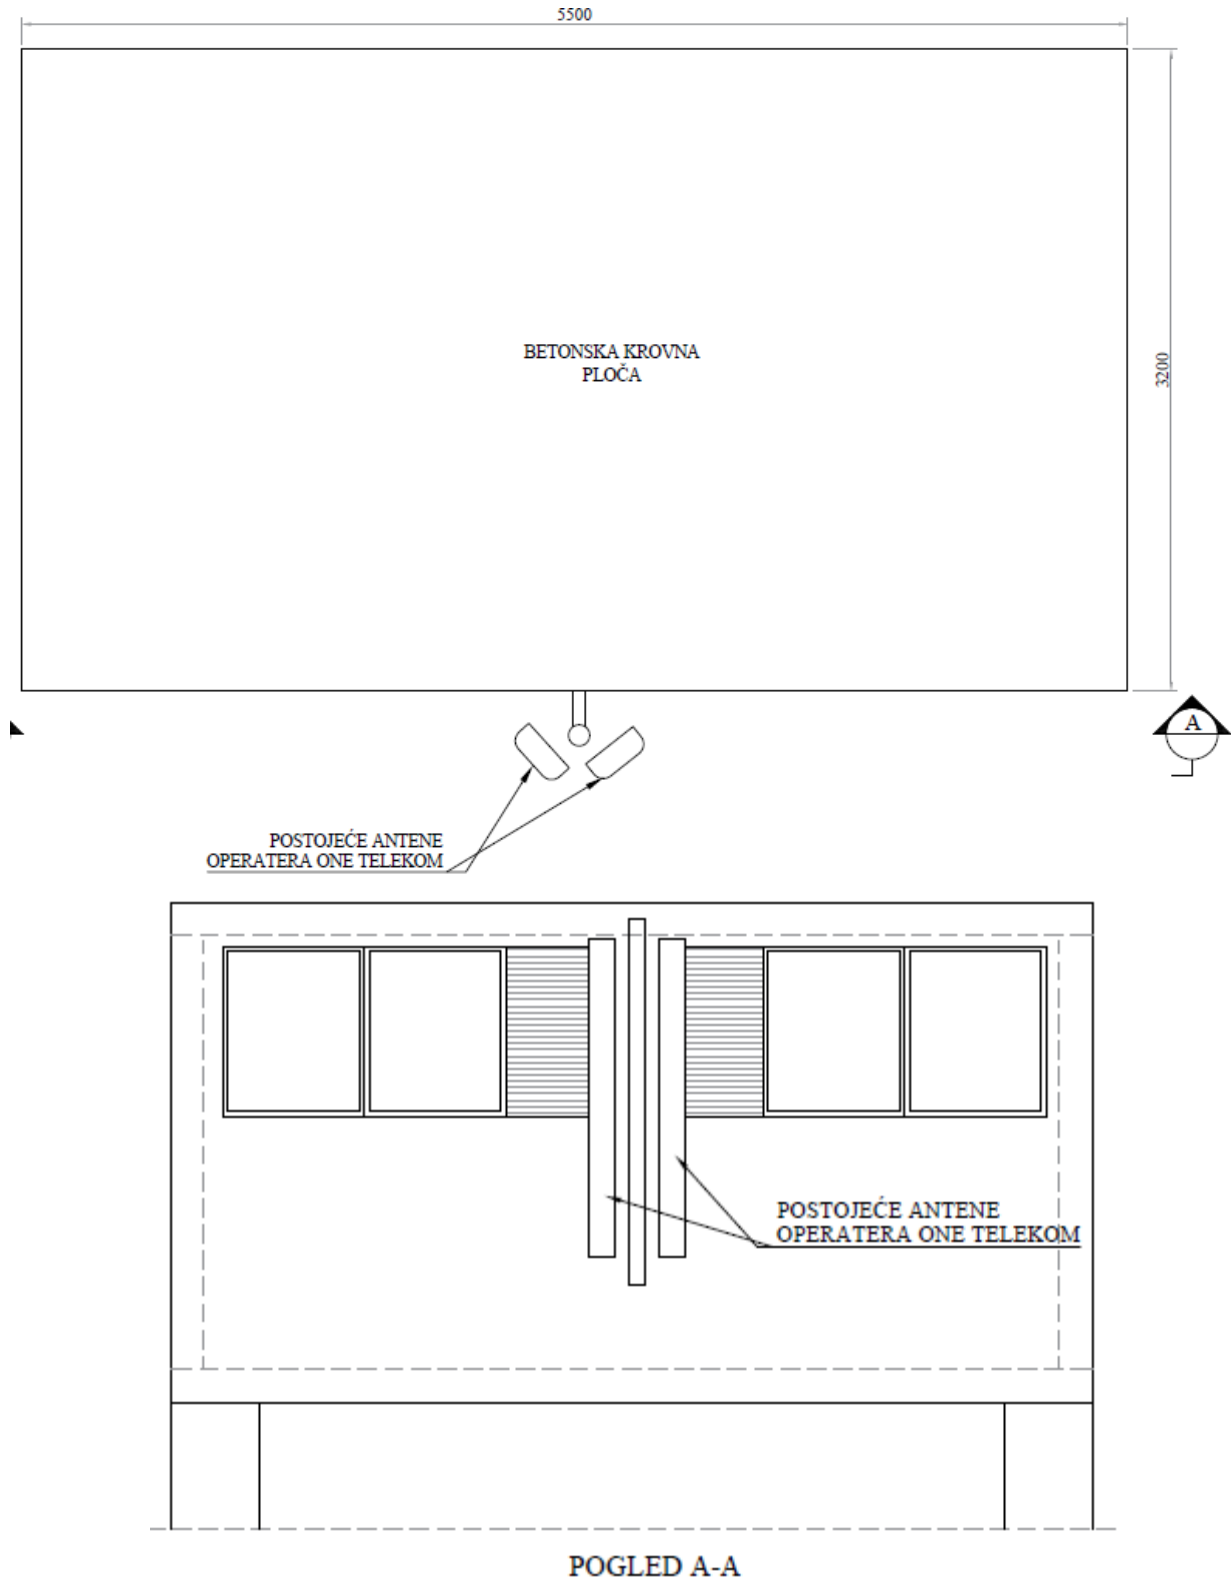 5500
BETONSKA KROVNA
PLOČA
3200
A
POSTOJEĆE ANTENE
OPERATERA ONE TELEKOM
POSTOJEĆE ANTENE
OPERATERA ONE TELEKOM
POGLED A-A